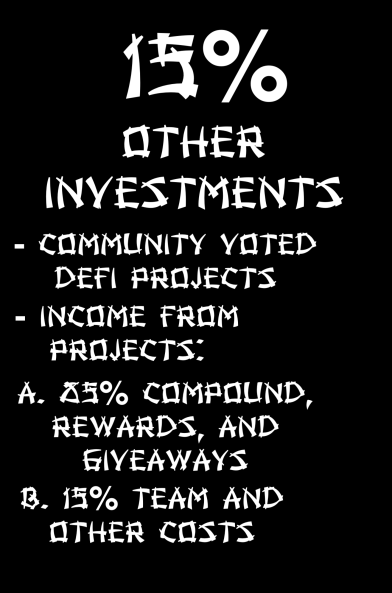 15%
OTHER
INVESTMENTS
- COMMUNITY VOTED
DEFI PROJECTS
- INCOME FROM
PROJECTS:
A. 85% COMPOUND,
REWARDS, AND
GIVEAWAYS
B. 15% TEAM AND
OTHER COSTS